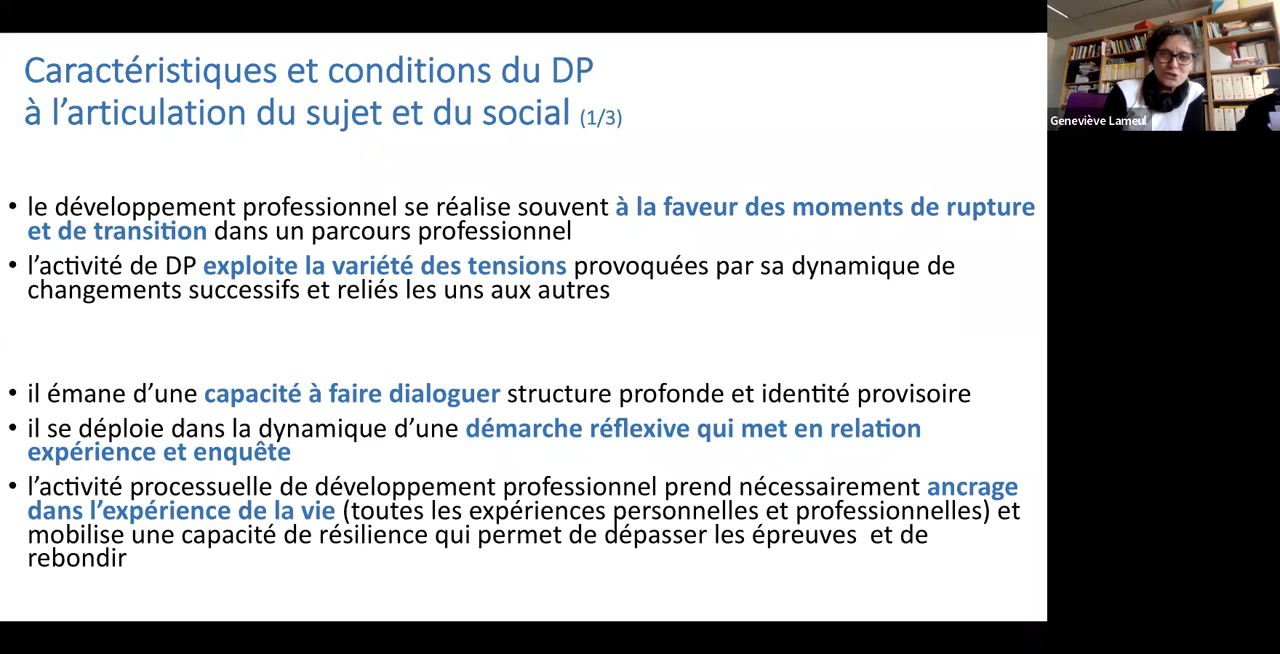 Caractéristiques et conditions du DP
à l’articulation du sujet et du social (1/3)
• le développement professionnel se réalise souvent à la faveur des moments de rupture
et de transition dans un parcours professionnel
• l’activité de DP exploite la variété des tensions provoquées par sa dynamique de
changements successifs et reliés les uns aux autres
• il émane d’une capacité à faire dialoguer structure profonde et identité provisoire
• il se déploie dans la dynamique d’une démarche réflexive qui met en relation
expérience et enquête
• l’activité processuelle de développement professionnel prend nécessairement ancrage
dans l’expérience de la vie (toutes les expériences personnelles et professionnelles) et
mobilise une capacité de résilience qui permet de dépasser les épreuves  et de
rebondir
Geneviève Lameul